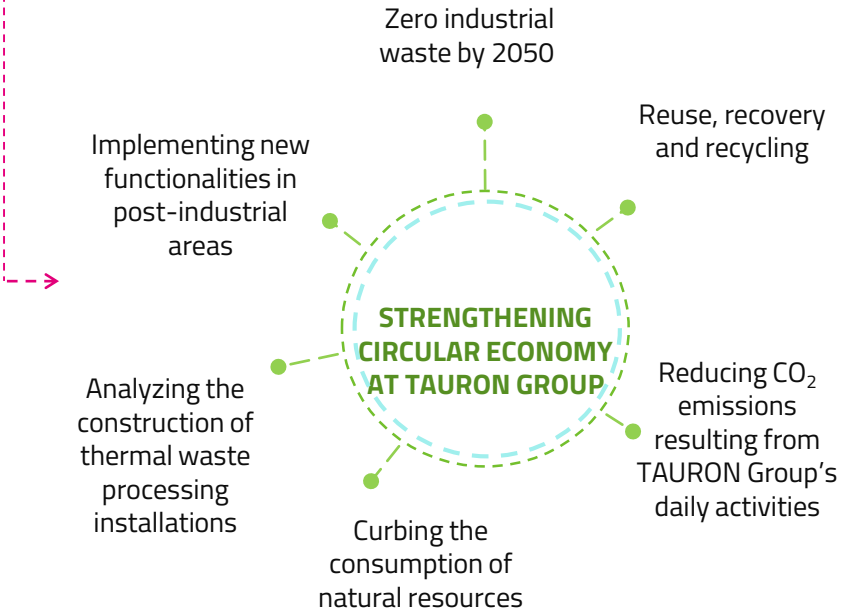 Zero industrial
waste by 2050
Reuse, recovery
and recycling
Implementing new
functionalities in
post-industrial
areas
STRENGTHENING
CIRCULAR ECONOMY
AT TAURON GROUP
Reducing CO₂
emissions
resulting from
TAURON Group's
daily activities
Analyzing the
construction of
thermal waste
processing
installations
Curbing the
consumption of
natural resources